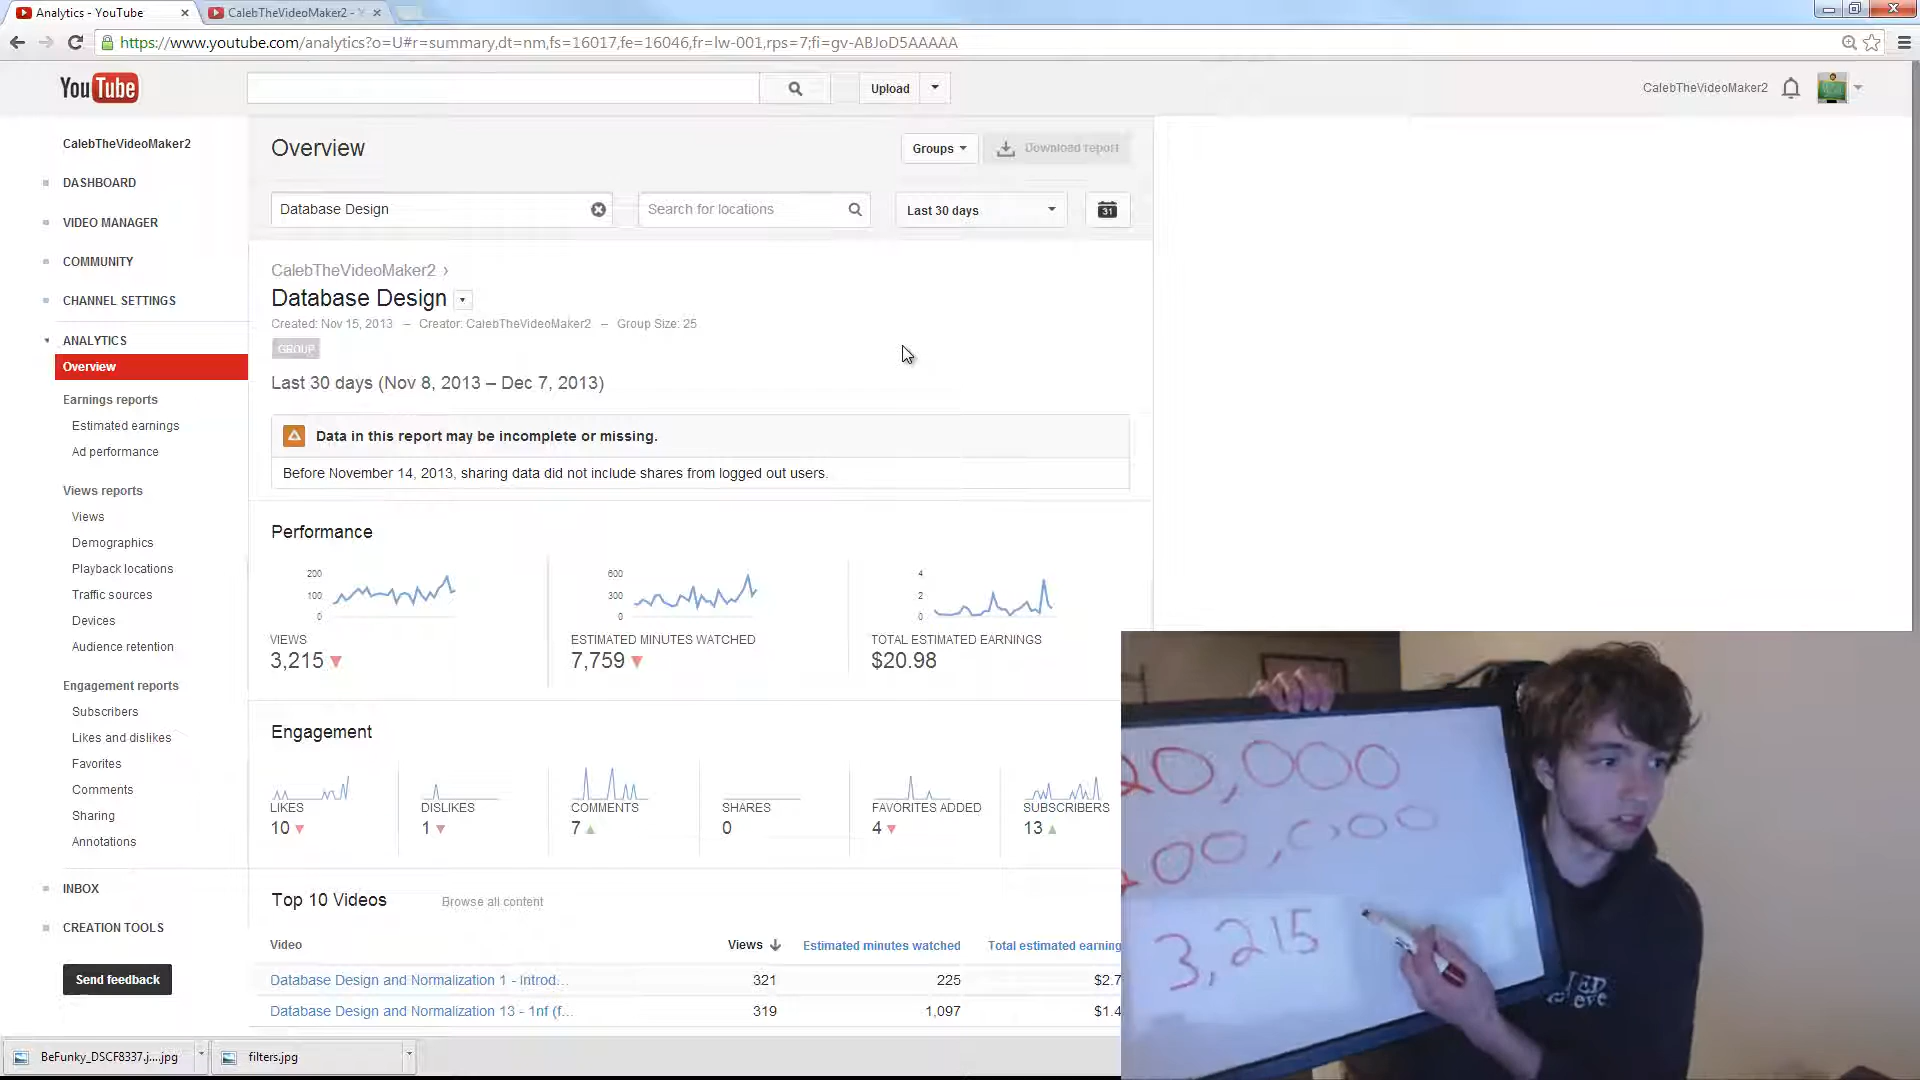 Analytics - YouTube
CalebTheVideoMaker2 - Y
https://www.youtube.com/analytics?o=U#r=summary,dt=nm,fs=16017,fe=16046,fr=lw-001,rps=7;fi=gv-ABJoD5AAAAA
YouTube
Upload
CalebTheVideoMaker2
CalebTheVideoMaker2
DASHBOARD
VIDEO MANAGER
COMMUNITY
CHANNEL SETTINGS
ANALYTICS
Overview
Earnings reports
Estimated earnings
Ad performance
Views reports
Views
Demographics
Playback locations
Traffic sources
Devices
Audience retention
Engagement reports
Subscribers
Likes and dislikes
Favorites
Comments
Sharing
Annotations
INBOX
CREATION TOOLS
Send feedback
Overview
Groups
Download report
Database Design
Search for locations
Last 30 days
31
CalebTheVideoMaker2 ›
Database Design
Created: Nov 15, 2013 – Creator: CalebTheVideoMaker2 – Group Size: 25
GROUP
Last 30 days (Nov 8, 2013 – Dec 7, 2013)
Data in this report may be incomplete or missing.
Before November 14, 2013, sharing data did not include shares from logged out users.
Performance
200
100
0
VIEWS
3,215
600
300
0
ESTIMATED MINUTES WATCHED
7,759
4
2
0
TOTAL ESTIMATED EARNINGS
$20.98
Engagement
LIKES
10
DISLIKES
1
COMMENTS
7
SHARES
0
FAVORITES ADDED
4
SUBSCRIBERS
13
Top 10 Videos
Browse all content
Video Views Estimated minutes watched Total estimated earning
Database Design and Normalization 1 - Introd... 321 225 $2.7
Database Design and Normalization 13 - 1nf (f... 319 1,097 $1.4
20,000
3,215
BeFunky_DSCF8337.j....jpg
filters.jpg